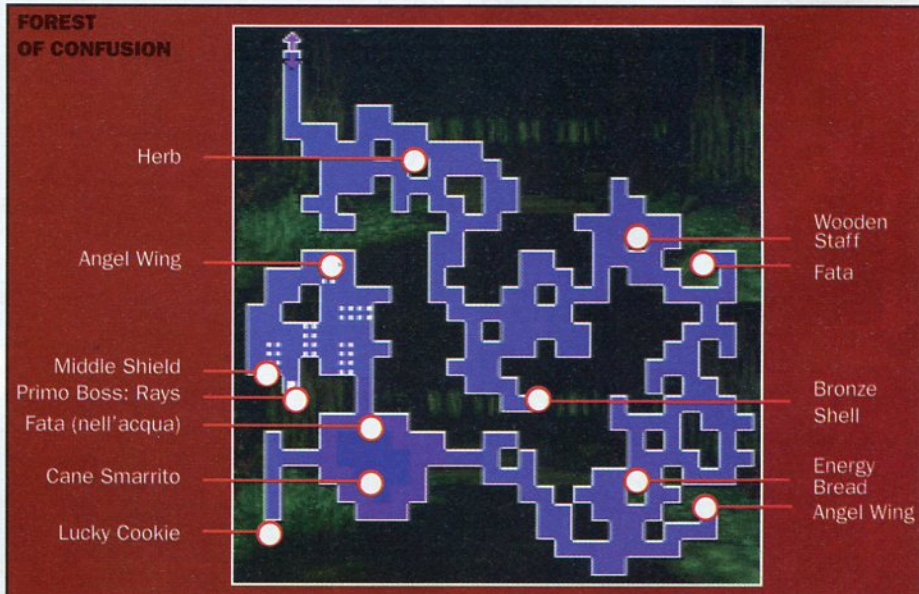 FOREST
OF CONFUSION
Herb
Angel Wing
Middle Shield
Primo Boss: Rays
Fata (nell'acqua)
Cane Smarrito
Lucky Cookie
Wooden
Staff
Fata
Bronze
Shell
Energy
Bread
Angel Wing